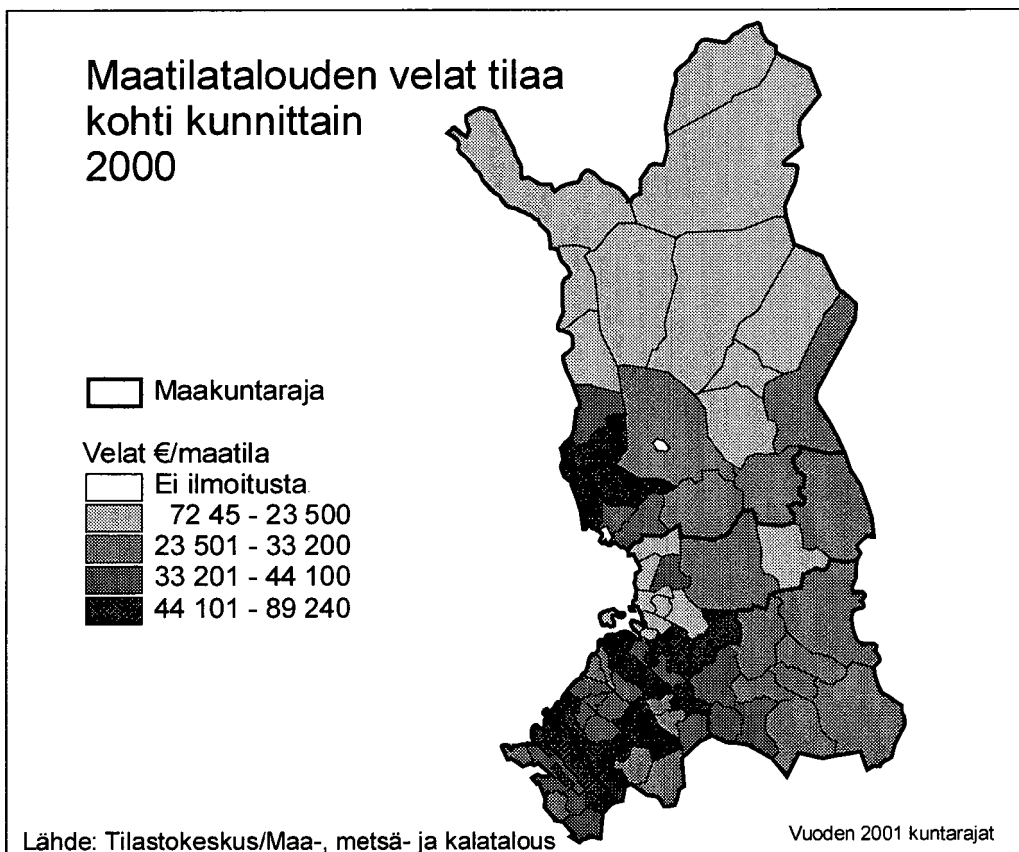 Maatilatalouden velat tilaa
kohti kunnittain
2000
Maakuntaraja
Velat €/maatila
Ei ilmoitusta
72 45 - 23 500
23 501 - 33 200
33 201 - 44 100
44 101 - 89 240
Lähde: Tilastokeskus/Maa-, metsä- ja kalatalous
Vuoden 2001 kuntarajat